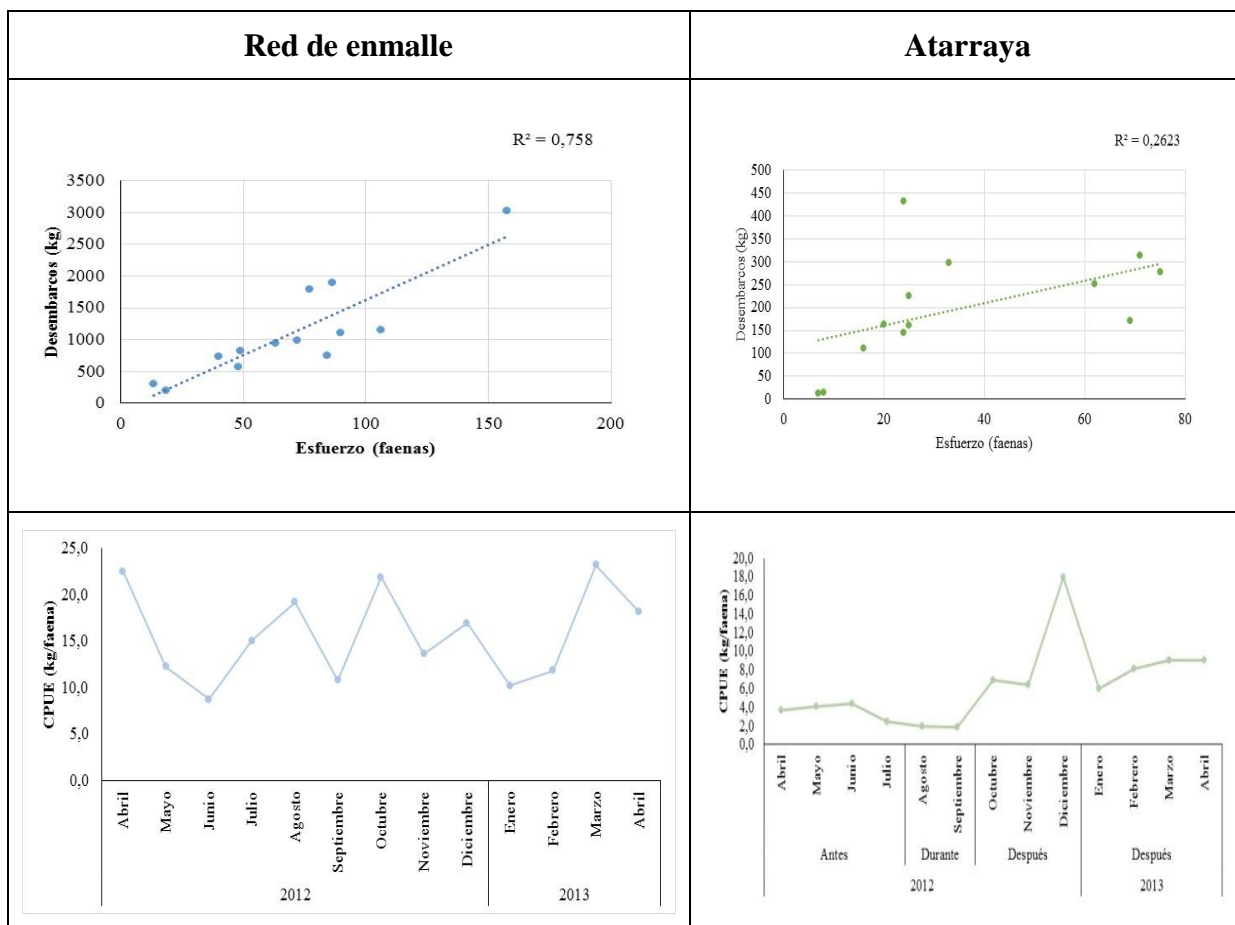 Red de enmalle
Atarraya
R² = 0,758
3500
3000
2500
2000
1500
1000
500
0
Desembarcos (kg)
0 50 100 150 200
Esfuerzo (faenas)
R² = 0,2623
500
450
400
350
300
250
200
150
100
50
0
Desembarcos (kg)
0 20 40 60 80
Esfuerzo (faenas)
25,0
20,0
15,0
10,0
5,0
0,0
CPUE (kg/faena)
Abril Mayo Junio Julio Agosto Septiembre Octubre Noviembre Diciembre Enero Febrero Marzo Abril
2012 2013
20,0
18,0
16,0
14,0
12,0
10,0
8,0
6,0
4,0
2,0
0,0
CPUE (kg/faena)
Abril Mayo Junio Julio Agosto Septiembre Octubre Noviembre Diciembre Enero Febrero Marzo Abril
Antes Durante Después Después
2012 2013